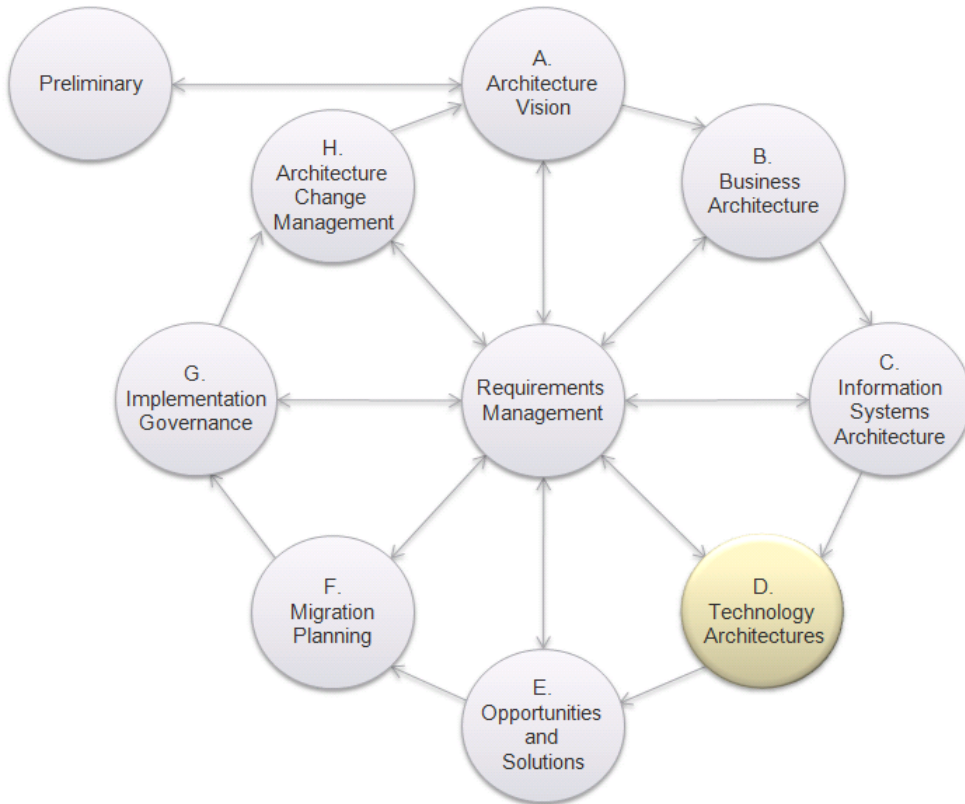 Preliminary
A.
Architecture
Vision
H.
Architecture
Change
Management
B.
Business
Architecture
G.
Implementation
Governance
Requirements
Management
C.
Information
Systems
Architecture
F.
Migration
Planning
D.
Technology
Architectures
E.
Opportunities
and
Solutions